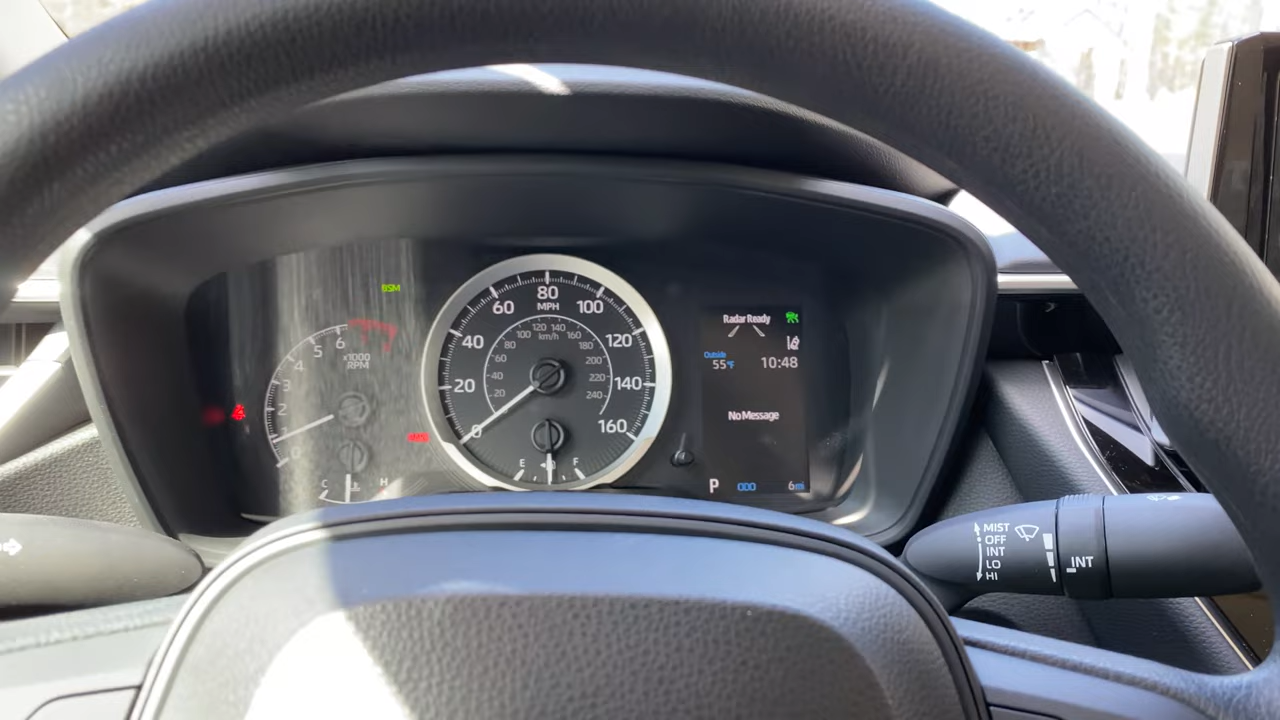 BSM
6
5
4
3
2
0
x1000
RPM
C
H
80
MPH
60
100
40
120
20
140
0
160
120
140
100
160
km/h
80
180
60
200
40
220
20
240
E
F
Radar Ready
Outside
55°F
10:48
No Message
P
ODO
6mi
MIST
OFF
INT
LO
HI
INT